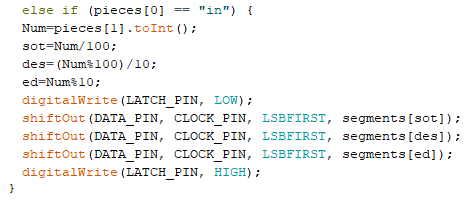 else if (pieces[0] == "in") {
Num=pieces[1].toInt();
sot=Num/100;
des=(Num%100)/10;
ed=Num%10;
digitalWrite(LATCH_PIN, LOW);
shiftOut(DATA_PIN, CLOCK_PIN, LSBFIRST, segments[sot]);
shiftOut(DATA_PIN, CLOCK_PIN, LSBFIRST, segments[des]);
shiftOut(DATA_PIN, CLOCK_PIN, LSBFIRST, segments[ed]);
digitalWrite(LATCH_PIN, HIGH);
}